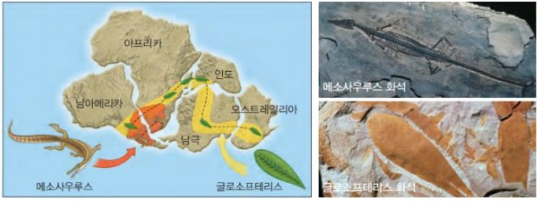 아프리카
인도
남아메리카
오스트레일리아
남극
메소사우루스
글로소프테리스
메소사우루스 화석
글로소프테리스 화석